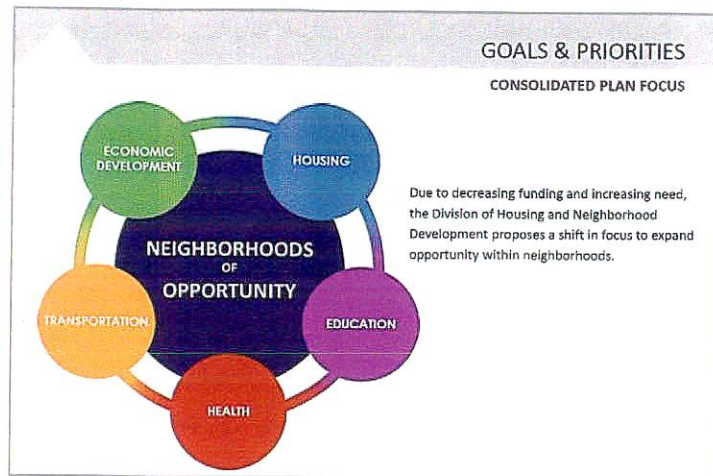 GOALS & PRIORITIES
CONSOLIDATED PLAN FOCUS
ECONOMIC
DEVELOPMENT
HOUSING
NEIGHBORHOODS
OF
OPPORTUNITY
TRANSPORTATION
EDUCATION
HEALTH
Due to decreasing funding and increasing need,
the Division of Housing and Neighborhood
Development proposes a shift in focus to expand
opportunity within neighborhoods.